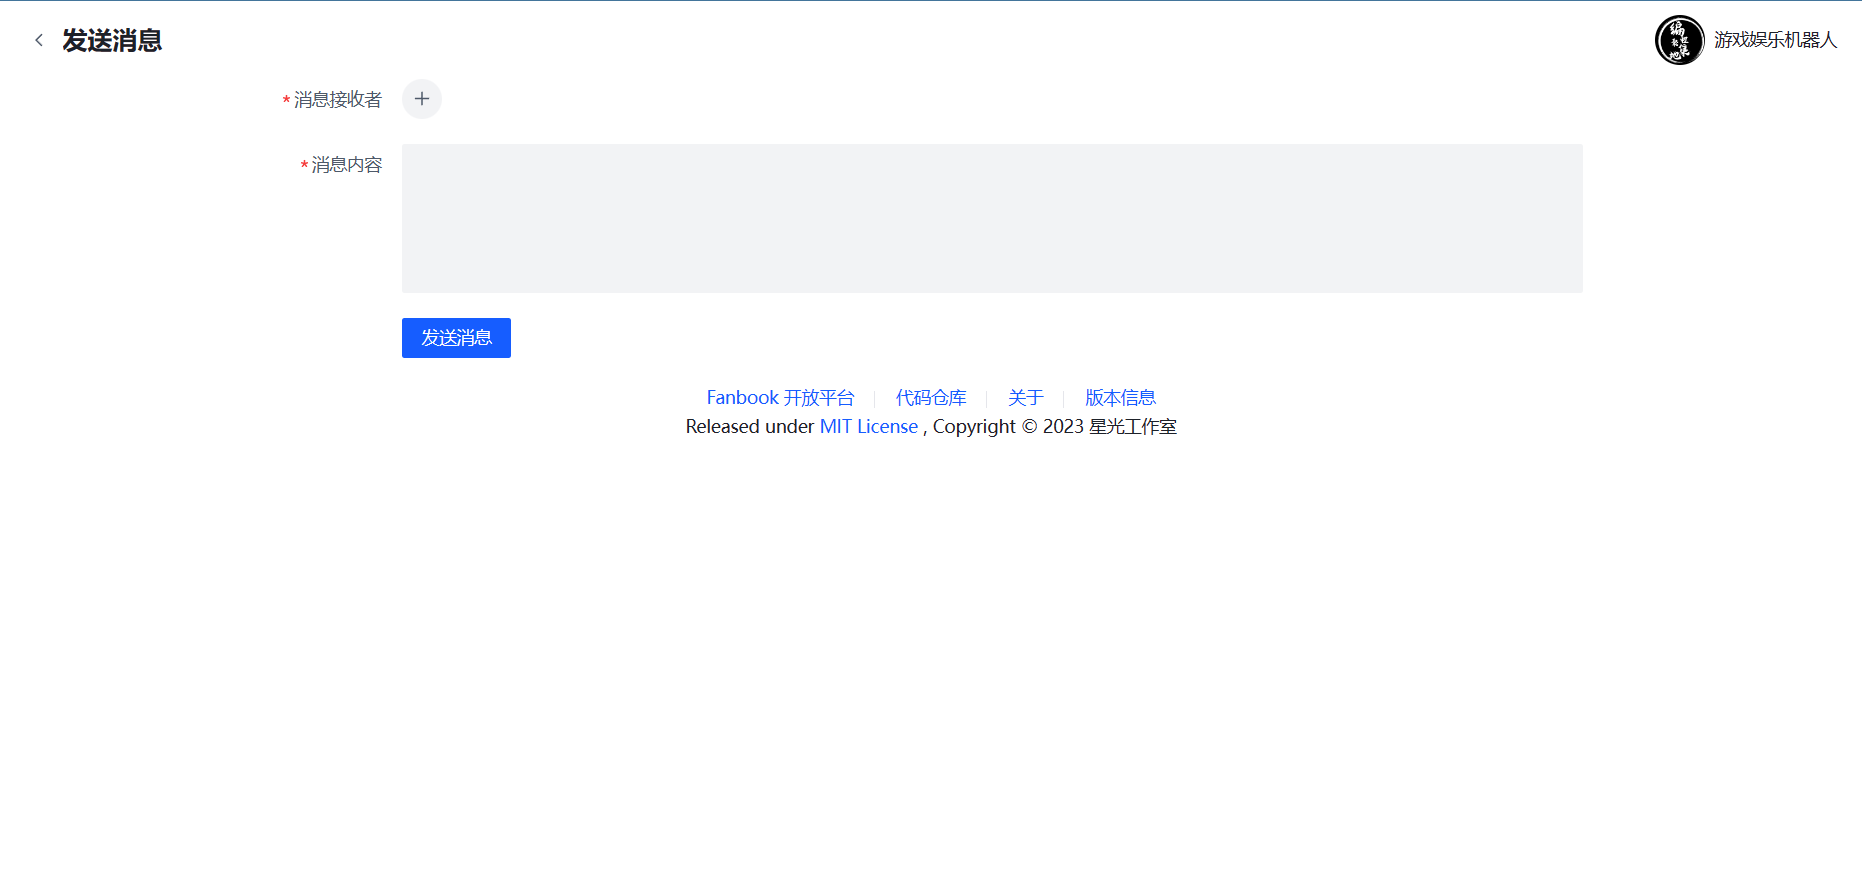 发送消息
游戏娱乐机器人
*消息接收者
*消息内容
发送消息
Fanbook 开放平台 代码仓库 关于 版本信息
Released under MIT License , Copyright © 2023 星光工作室